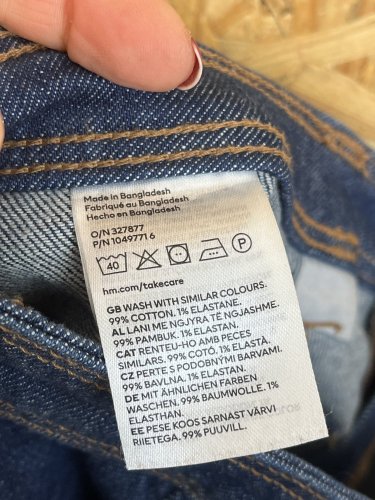 Made in Bangladesh
Fabriqué au Bangladesh
Hecho en Bangladesh
O/N 327877
P/N 1049771 6
40 P
hm.com/takecare
GB WASH WITH SIMILAR COLOURS.
99% COTTON. 1% ELASTANE.
AL LANI ME NGJYRA TË NGJASHME.
99% PAMBUK. 1% ELASTAN.
CAT RENTEU-HO AMB PECES
SIMILARS. 99% COTÓ. 1% ELASTÀ.
CZ PERTE S PODOBNÝMI BARVAMI.
99% BAVLNA. 1% ELASTAN.
DE MIT ÄHNLICHEN FARBEN
WASCHEN. 99% BAUMWOLLE. 1%
ELASTHAN.
EE PESE KOOS SARNAST VÄRVI
RIIETEGA. 99% PUUVILL.